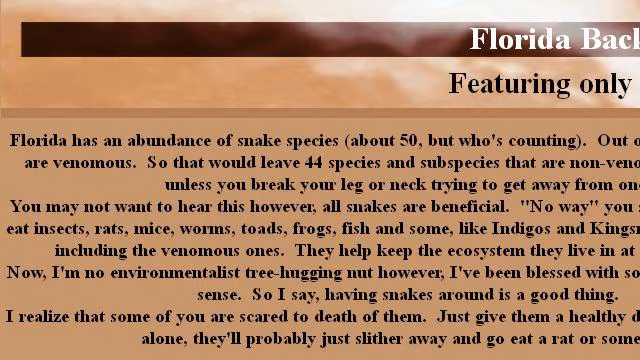 Florida Back
Featuring only
Florida has an abundance of snake species (about 50, but who's counting). Out o
are venomous. So that would leave 44 species and subspecies that are non-veno
unless you break your leg or neck trying to get away from one
You may not want to hear this however, all snakes are beneficial. "No way" you
eat insects, rats, mice, worms, toads, frogs, fish and some, like Indigos and Kings
including the venomous ones. They help keep the ecosystem they live in at
Now, I'm no environmentalist tree-hugging nut however, I've been blessed with so
sense. So I say, having snakes around is a good thing.
I realize that some of you are scared to death of them. Just give them a healthy d
alone, they'll probably just slither away and go eat a rat or some